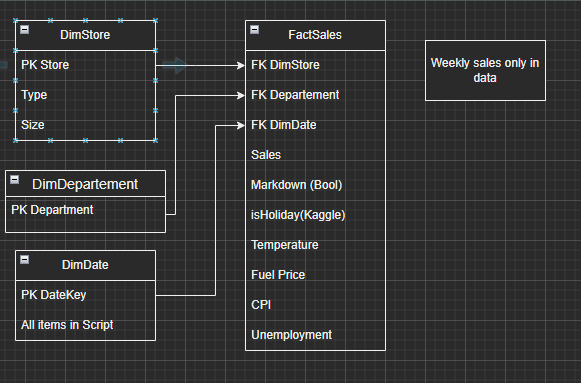 DimStore
PK Store
Type
Size
DimDepartement
PK Department
DimDate
PK DateKey
All items in Script
FactSales
FK DimStore
FK Departement
FK DimDate
Sales
Markdown (Bool)
isHoliday(Kaggle)
Temperature
Fuel Price
CPI
Unemployment
Weekly sales only in
data